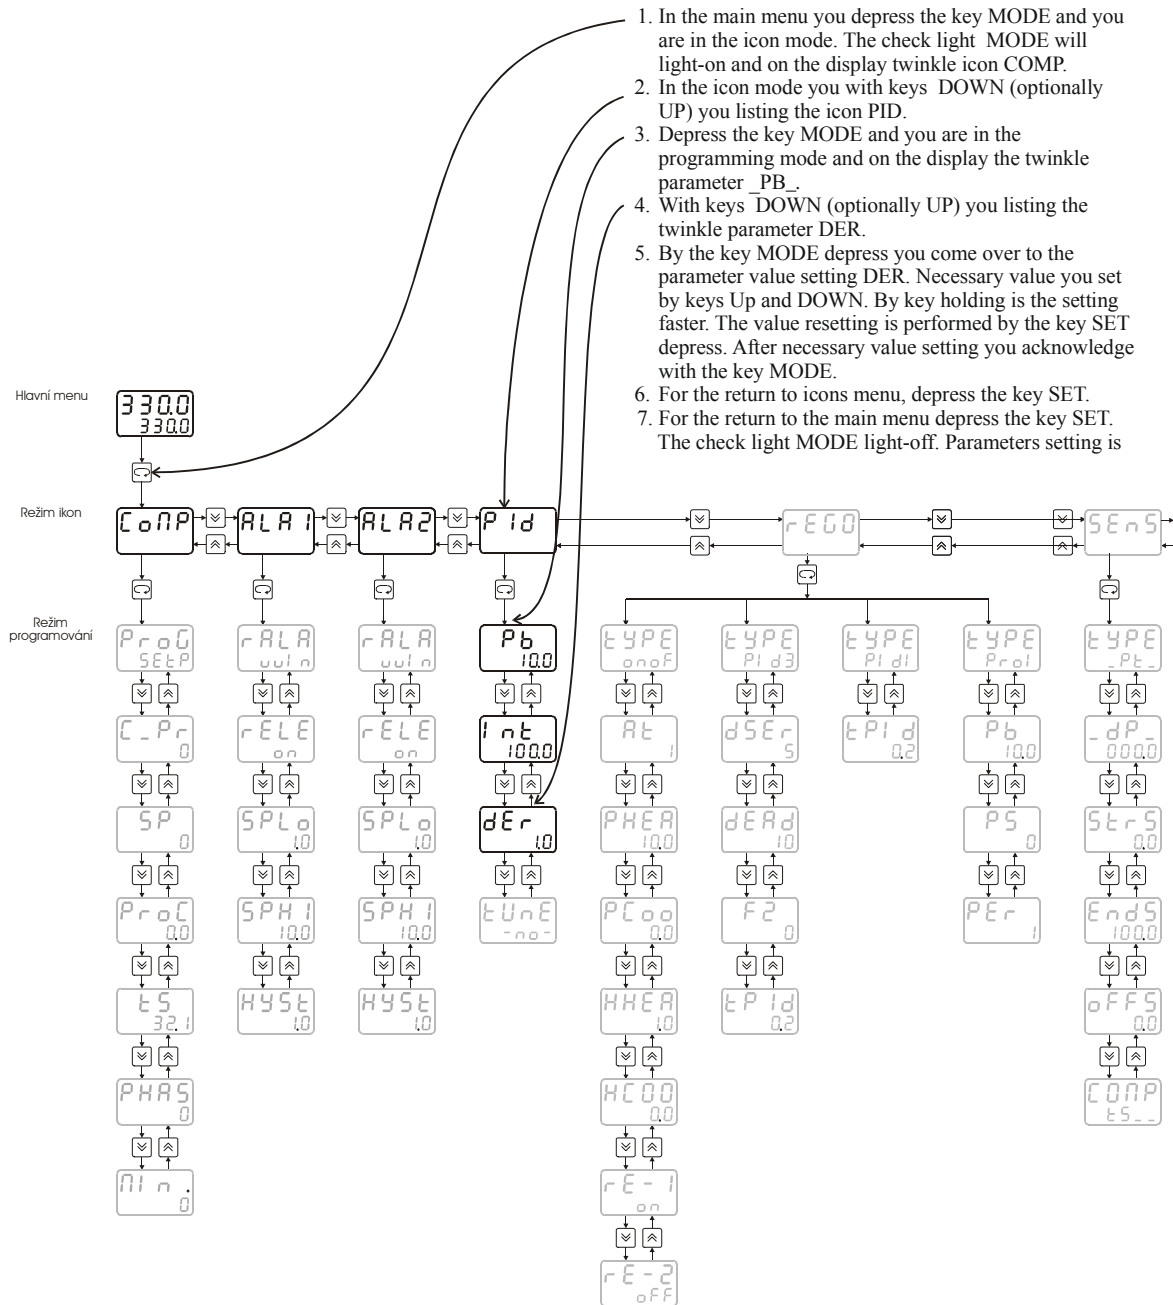 1. In the main menu you depress the key MODE and you
are in the icon mode. The check light MODE will
light-on and on the display twinkle icon COMP.
2. In the icon mode you with keys DOWN (optionally
UP) you listing the icon PID.
3. Depress the key MODE and you are in the
programming mode and on the display the twinkle
parameter _PB_.
4. With keys DOWN (optionally UP) you listing the
twinkle parameter DER.
5. By the key MODE depress you come over to the
parameter value setting DER. Necessary value you set
by keys Up and DOWN. By key holding is the setting
faster. The value resetting is performed by the key SET
depress. After necessary value setting you acknowledge
with the key MODE.
6. For the return to icons menu, depress the key SET.
7. For the return to the main menu depress the key SET.
The check light MODE light-off. Parameters setting is
Hlavní menu
330.0
330.0
Režim ikon
CoMP ALA1 ALA2 PId rEGO SEnS
Režim
programování
ProG rALA rALA Pb tYPE tYPE tYPE tYPE tYPE
SEtP wIn wIn 10.0 onoF PId3 PId1 Pro1 _Pt_
C_Pr rELE rELE Int At dSEr tPId Pb _dP_
0 on on 100.0 1 5 0.2 10.0 000.0
SP SPLo SPLo dEr PHEA dEAd PS StrS
0 1.0 1.0 1.0 10.0 10 0 0.0
ProC SPHI SPHI tUnE PCoo F2 PEr EndS
0.0 10.0 10.0 -no- 0.0 0 1 100.0
tS HYSt HYSt HHEA tPId oFFS
32.1 1.0 1.0 1.0 0.2 0.0
PHAS HCOO COMP
0 0.0 tS__
MIn. rE-1
0 on
rE-2
oFF